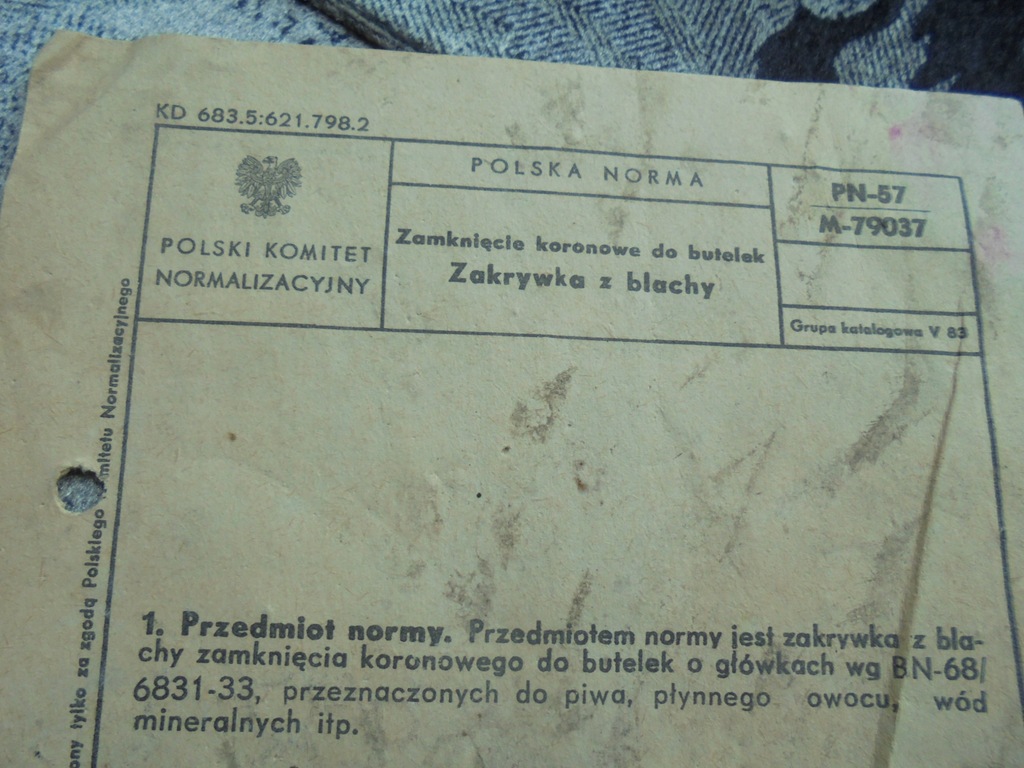 KD 683.5:621.798.2
POLSKI KOMITET
NORMALIZACYJNY
POLSKA NORMA
Zamknięcie koronowe do butelek
Zakrywka z blachy
PN-57
M-79037
Grupa katalogowa V 83
tylko za zgodą Polskiego Komitetu Normalizacyjnego
1. Przedmiot normy. Przedmiotem normy jest zakrywka z bla-
chy zamknięcia koronowego do butelek o główkach wg BN-68/
6831-33, przeznaczonych do piwa, płynnego owocu, wód
mineralnych itp.